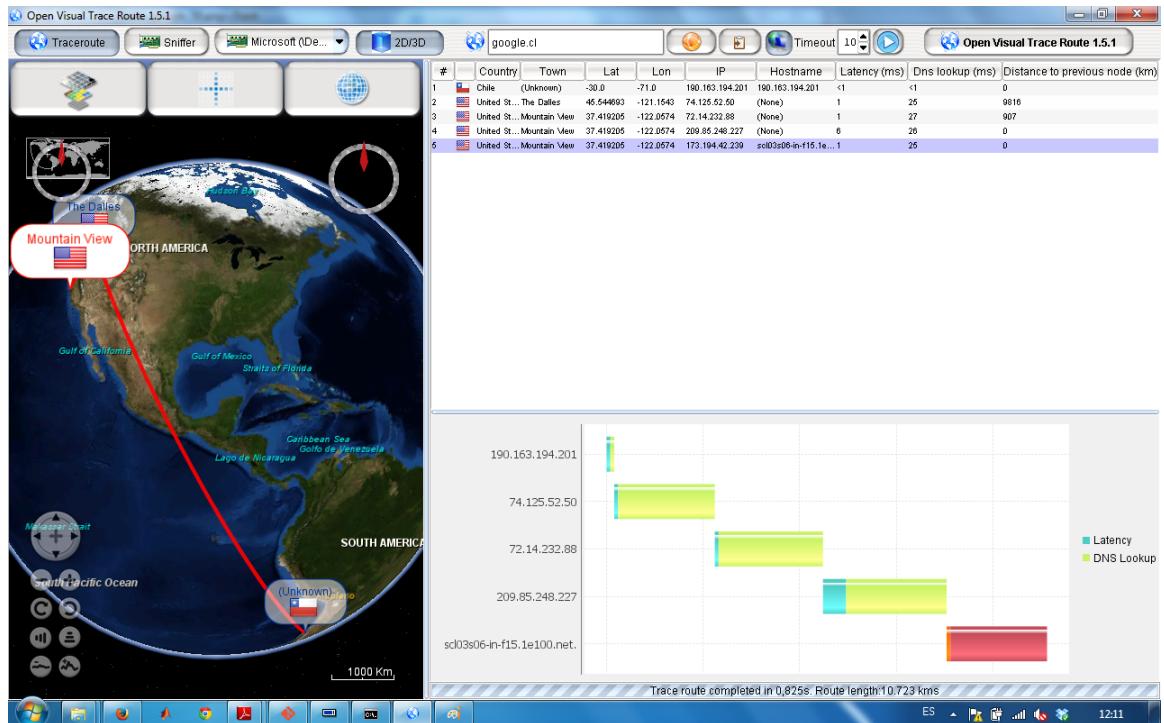 Open Visual Trace Route 1.5.1
Traceroute Sniffer Microsoft (\De... 2D/3D google.cl Timeout 10 Open Visual Trace Route 1.5.1
# Country Town Lat Lon IP Hostname Latency (ms) Dns lookup (ms) Distance to previous node (km)
1 Chile (Unknown) -30.0 -71.0 190.163.194.201 190.163.194.201 <1 <1 0
2 United St... The Dalles 45.544693 -121.1543 74.125.52.50 (None) 1 25 9816
3 United St... Mountain View 37.419205 -122.0574 72.14.232.88 (None) 1 27 907
4 United St... Mountain View 37.419205 -122.0574 209.85.248.227 (None) 6 26 0
5 United St... Mountain View 37.419205 -122.0574 173.194.42.239 scl03s06-in-f15.1e... 1 25 0
Hudson Bay
The Dalles
Mountain View
ORTH AMERICA
Gulf of California
Gulf of Mexico
Straits of Florida
Caribbean Sea
Golfo de Venezuela
Lago de Nicaragua
Makassar Strait
SOUTH AMERICA
South Pacific Ocean
(Unknown)
1000 Km
190.163.194.201
74.125.52.50
72.14.232.88
209.85.248.227
scl03s06-in-f15.1e100.net.
Latency
DNS Lookup
Trace route completed in 0,825s. Route length:10.723 kms
ES 12:11